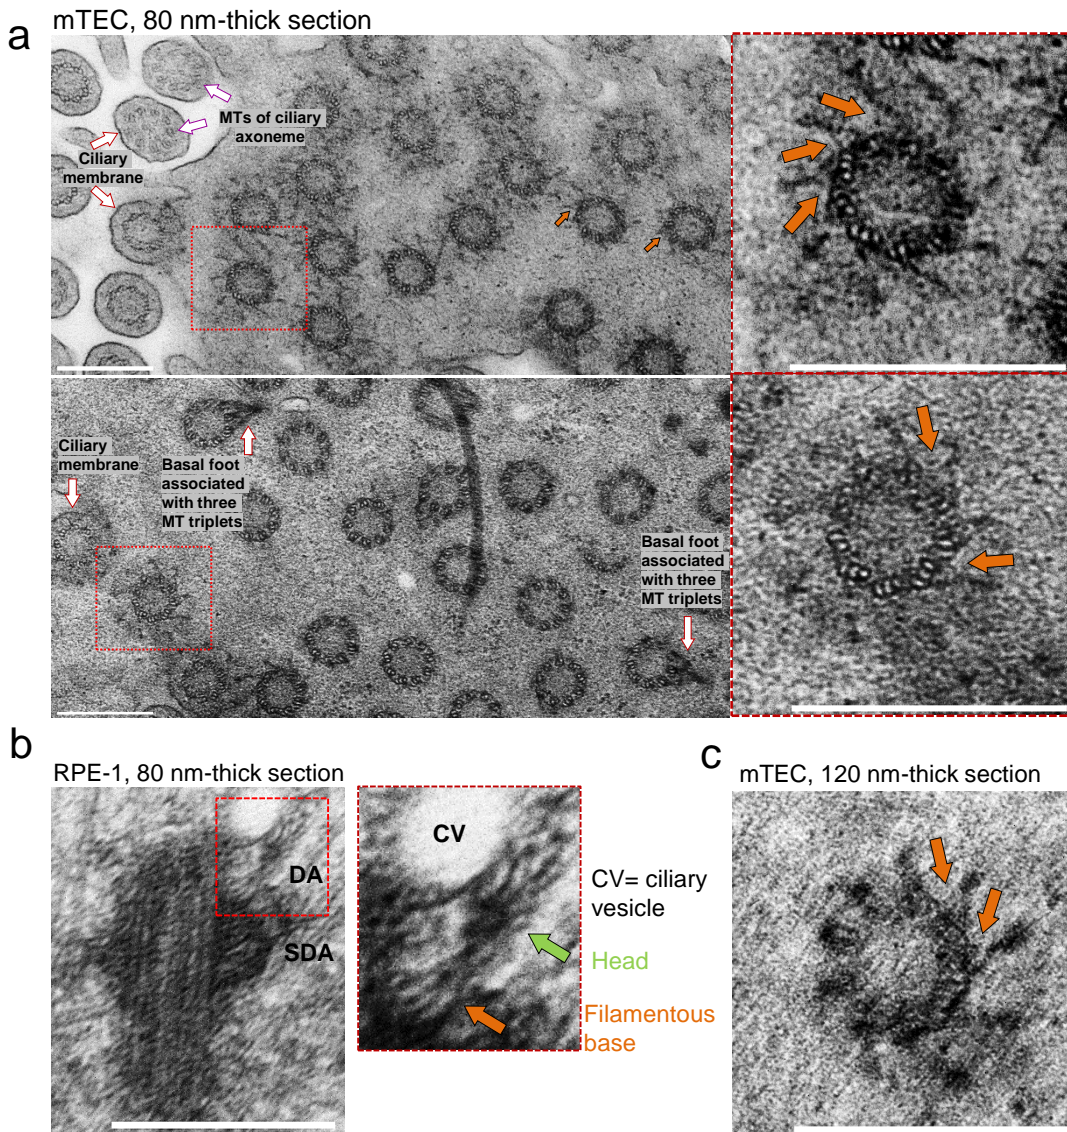 a
mTEC, 80 nm-thick section
MTs of ciliary
axoneme
Ciliary
membrane
Ciliary
membrane
Basal foot
associated
with three
MT triplets
Basal foot
associated
with three
MT triplets
b
RPE-1, 80 nm-thick section
DA
SDA
CV
CV= ciliary
vesicle
Head
Filamentous
base
c
mTEC, 120 nm-thick section